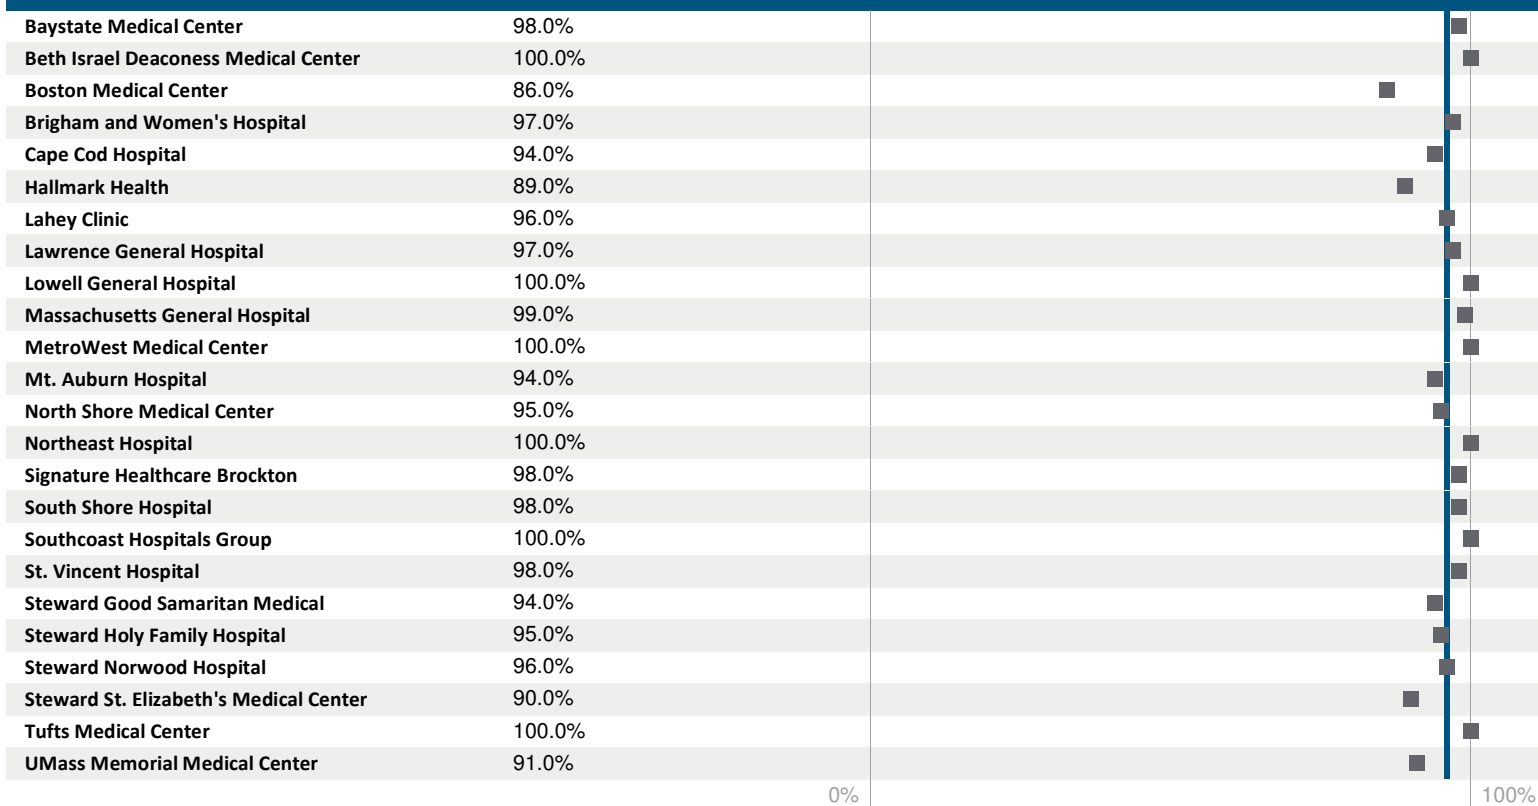 Baystate Medical Center 98.0%
Beth Israel Deaconess Medical Center 100.0%
Boston Medical Center 86.0%
Brigham and Women's Hospital 97.0%
Cape Cod Hospital 94.0%
Hallmark Health 89.0%
Lahey Clinic 96.0%
Lawrence General Hospital 97.0%
Lowell General Hospital 100.0%
Massachusetts General Hospital 99.0%
MetroWest Medical Center 100.0%
Mt. Auburn Hospital 94.0%
North Shore Medical Center 95.0%
Northeast Hospital 100.0%
Signature Healthcare Brockton 98.0%
South Shore Hospital 98.0%
Southcoast Hospitals Group 100.0%
St. Vincent Hospital 98.0%
Steward Good Samaritan Medical 94.0%
Steward Holy Family Hospital 95.0%
Steward Norwood Hospital 96.0%
Steward St. Elizabeth's Medical Center 90.0%
Tufts Medical Center 100.0%
UMass Memorial Medical Center 91.0%
0% 100%